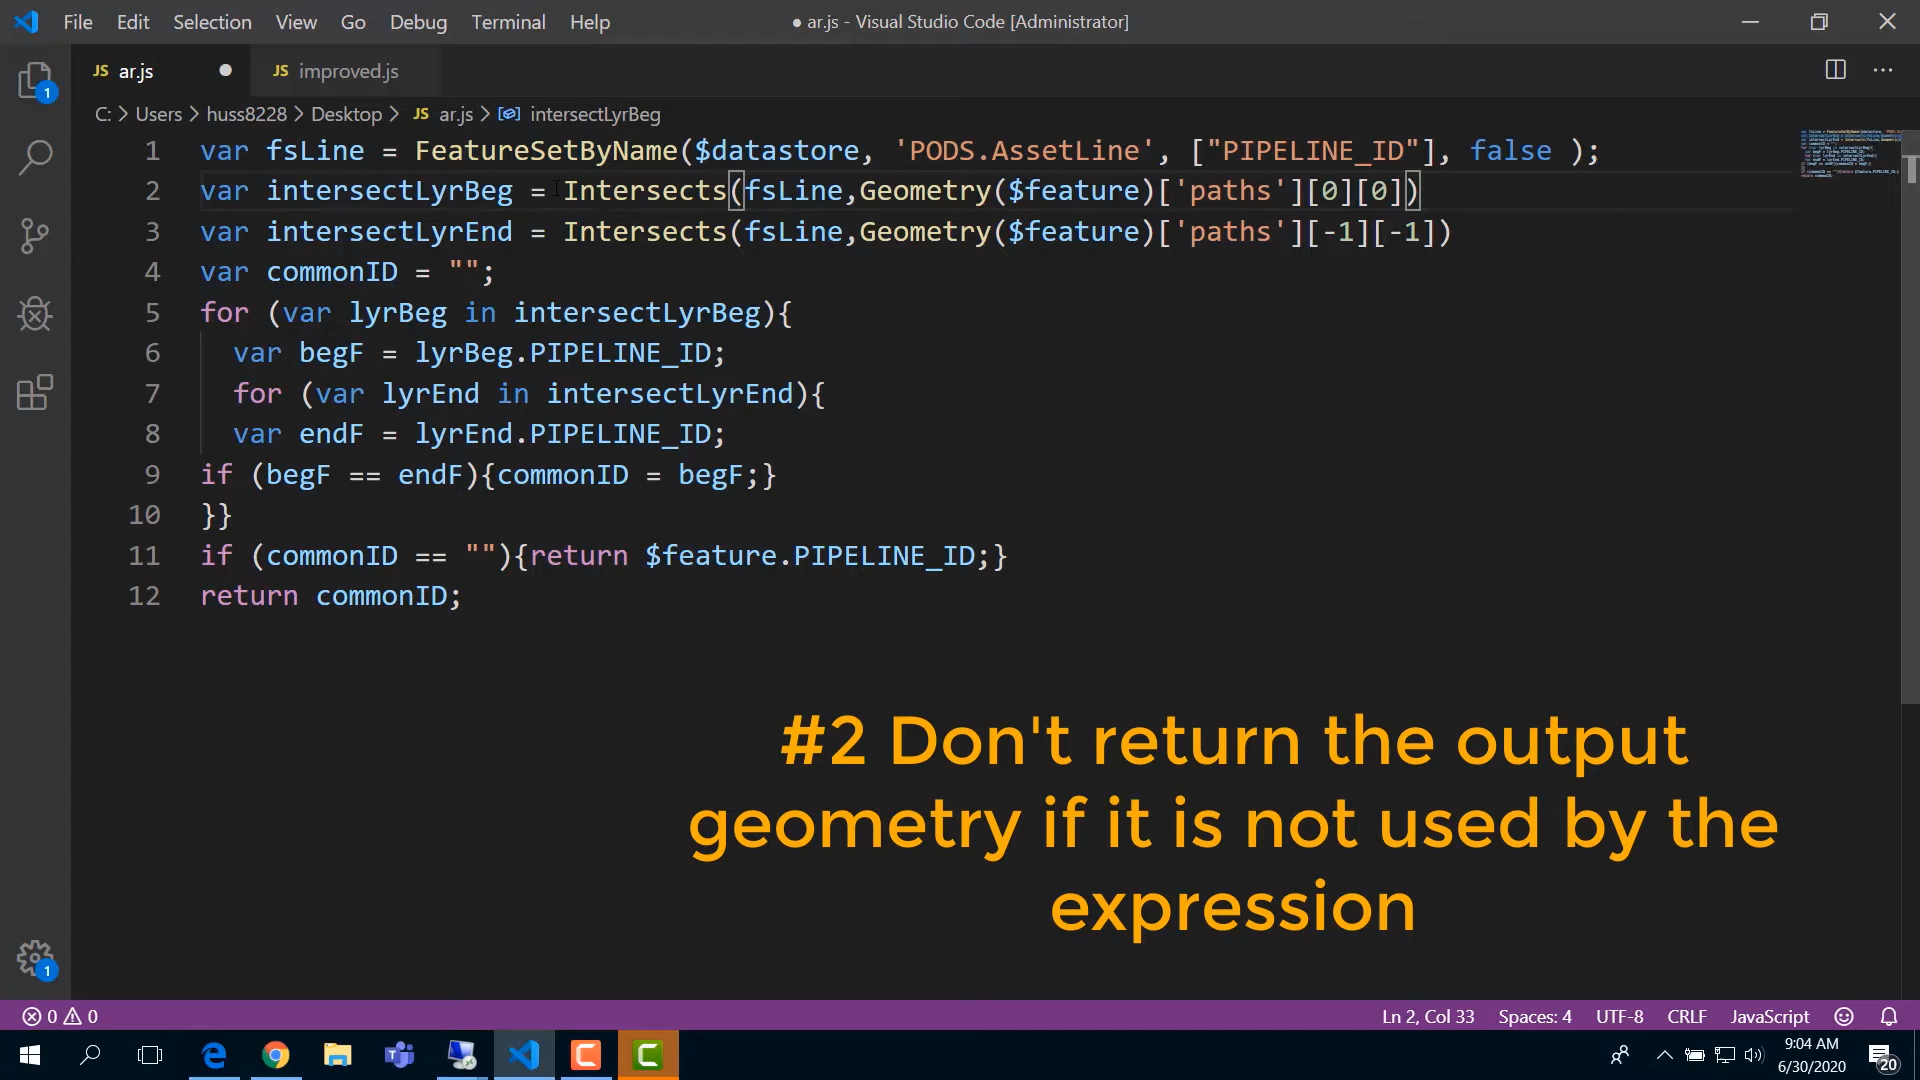 File Edit Selection View Go Debug Terminal Help ● ar.js - Visual Studio Code [Administrator]
JS ar.js ● JS improved.js
C: > Users > huss8228 > Desktop > JS ar.js > intersectLyrBeg
1 var fsLine = FeatureSetByName($datastore, 'PODS.AssetLine', ["PIPELINE_ID"], false );
2 var intersectLyrBeg = Intersects(fsLine,Geometry($feature)['paths'][0][0])
3 var intersectLyrEnd = Intersects(fsLine,Geometry($feature)['paths'][-1][-1])
4 var commonID = "";
5 for (var lyrBeg in intersectLyrBeg){
6 var begF = lyrBeg.PIPELINE_ID;
7 for (var lyrEnd in intersectLyrEnd){
8 var endF = lyrEnd.PIPELINE_ID;
9 if (begF == endF){commonID = begF;}
10 }}
11 if (commonID == ""){return $feature.PIPELINE_ID;}
12 return commonID;
#2 Don't return the output
geometry if it is not used by the
expression
1
1
0 0 Ln 2, Col 33 Spaces: 4 UTF-8 CRLF JavaScript
9:04 AM
6/30/2020
20